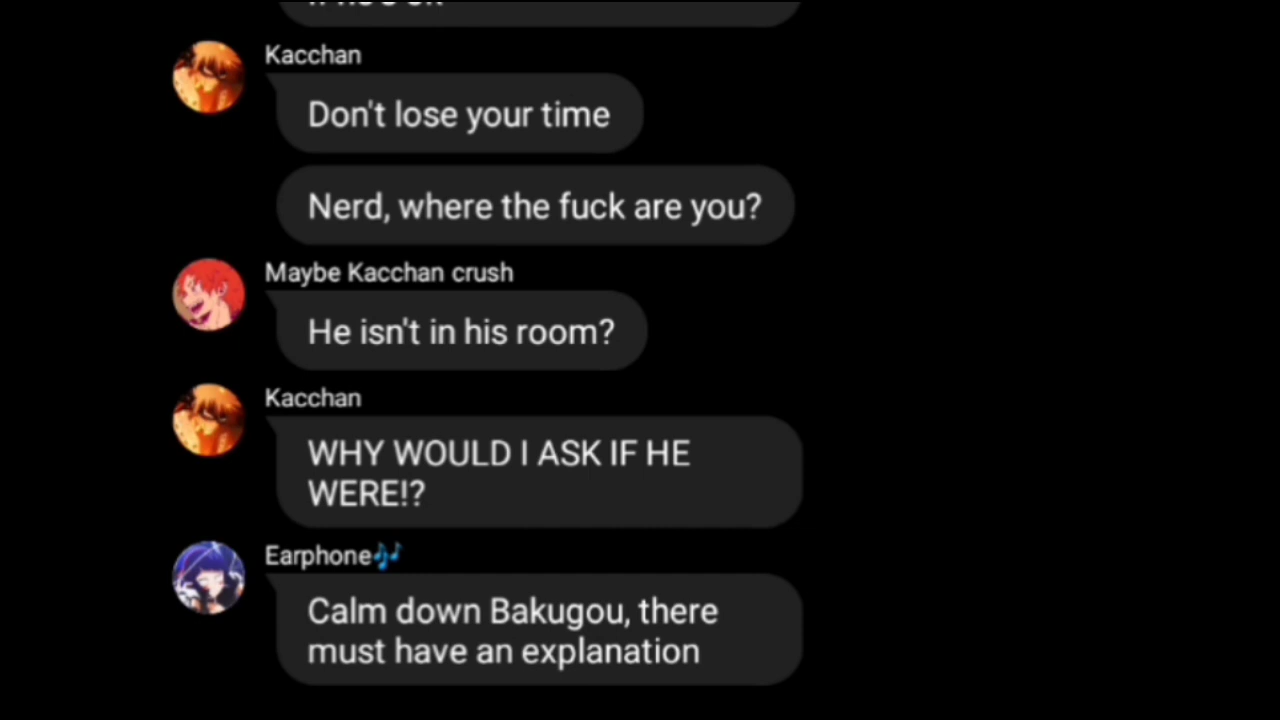 Kacchan
Don't lose your time
Nerd, where the fuck are you?
Maybe Kacchan crush
He isn't in his room?
Kacchan
WHY WOULD I ASK IF HE
WERE!?
Earphone🎶
Calm down Bakugou, there
must have an explanation